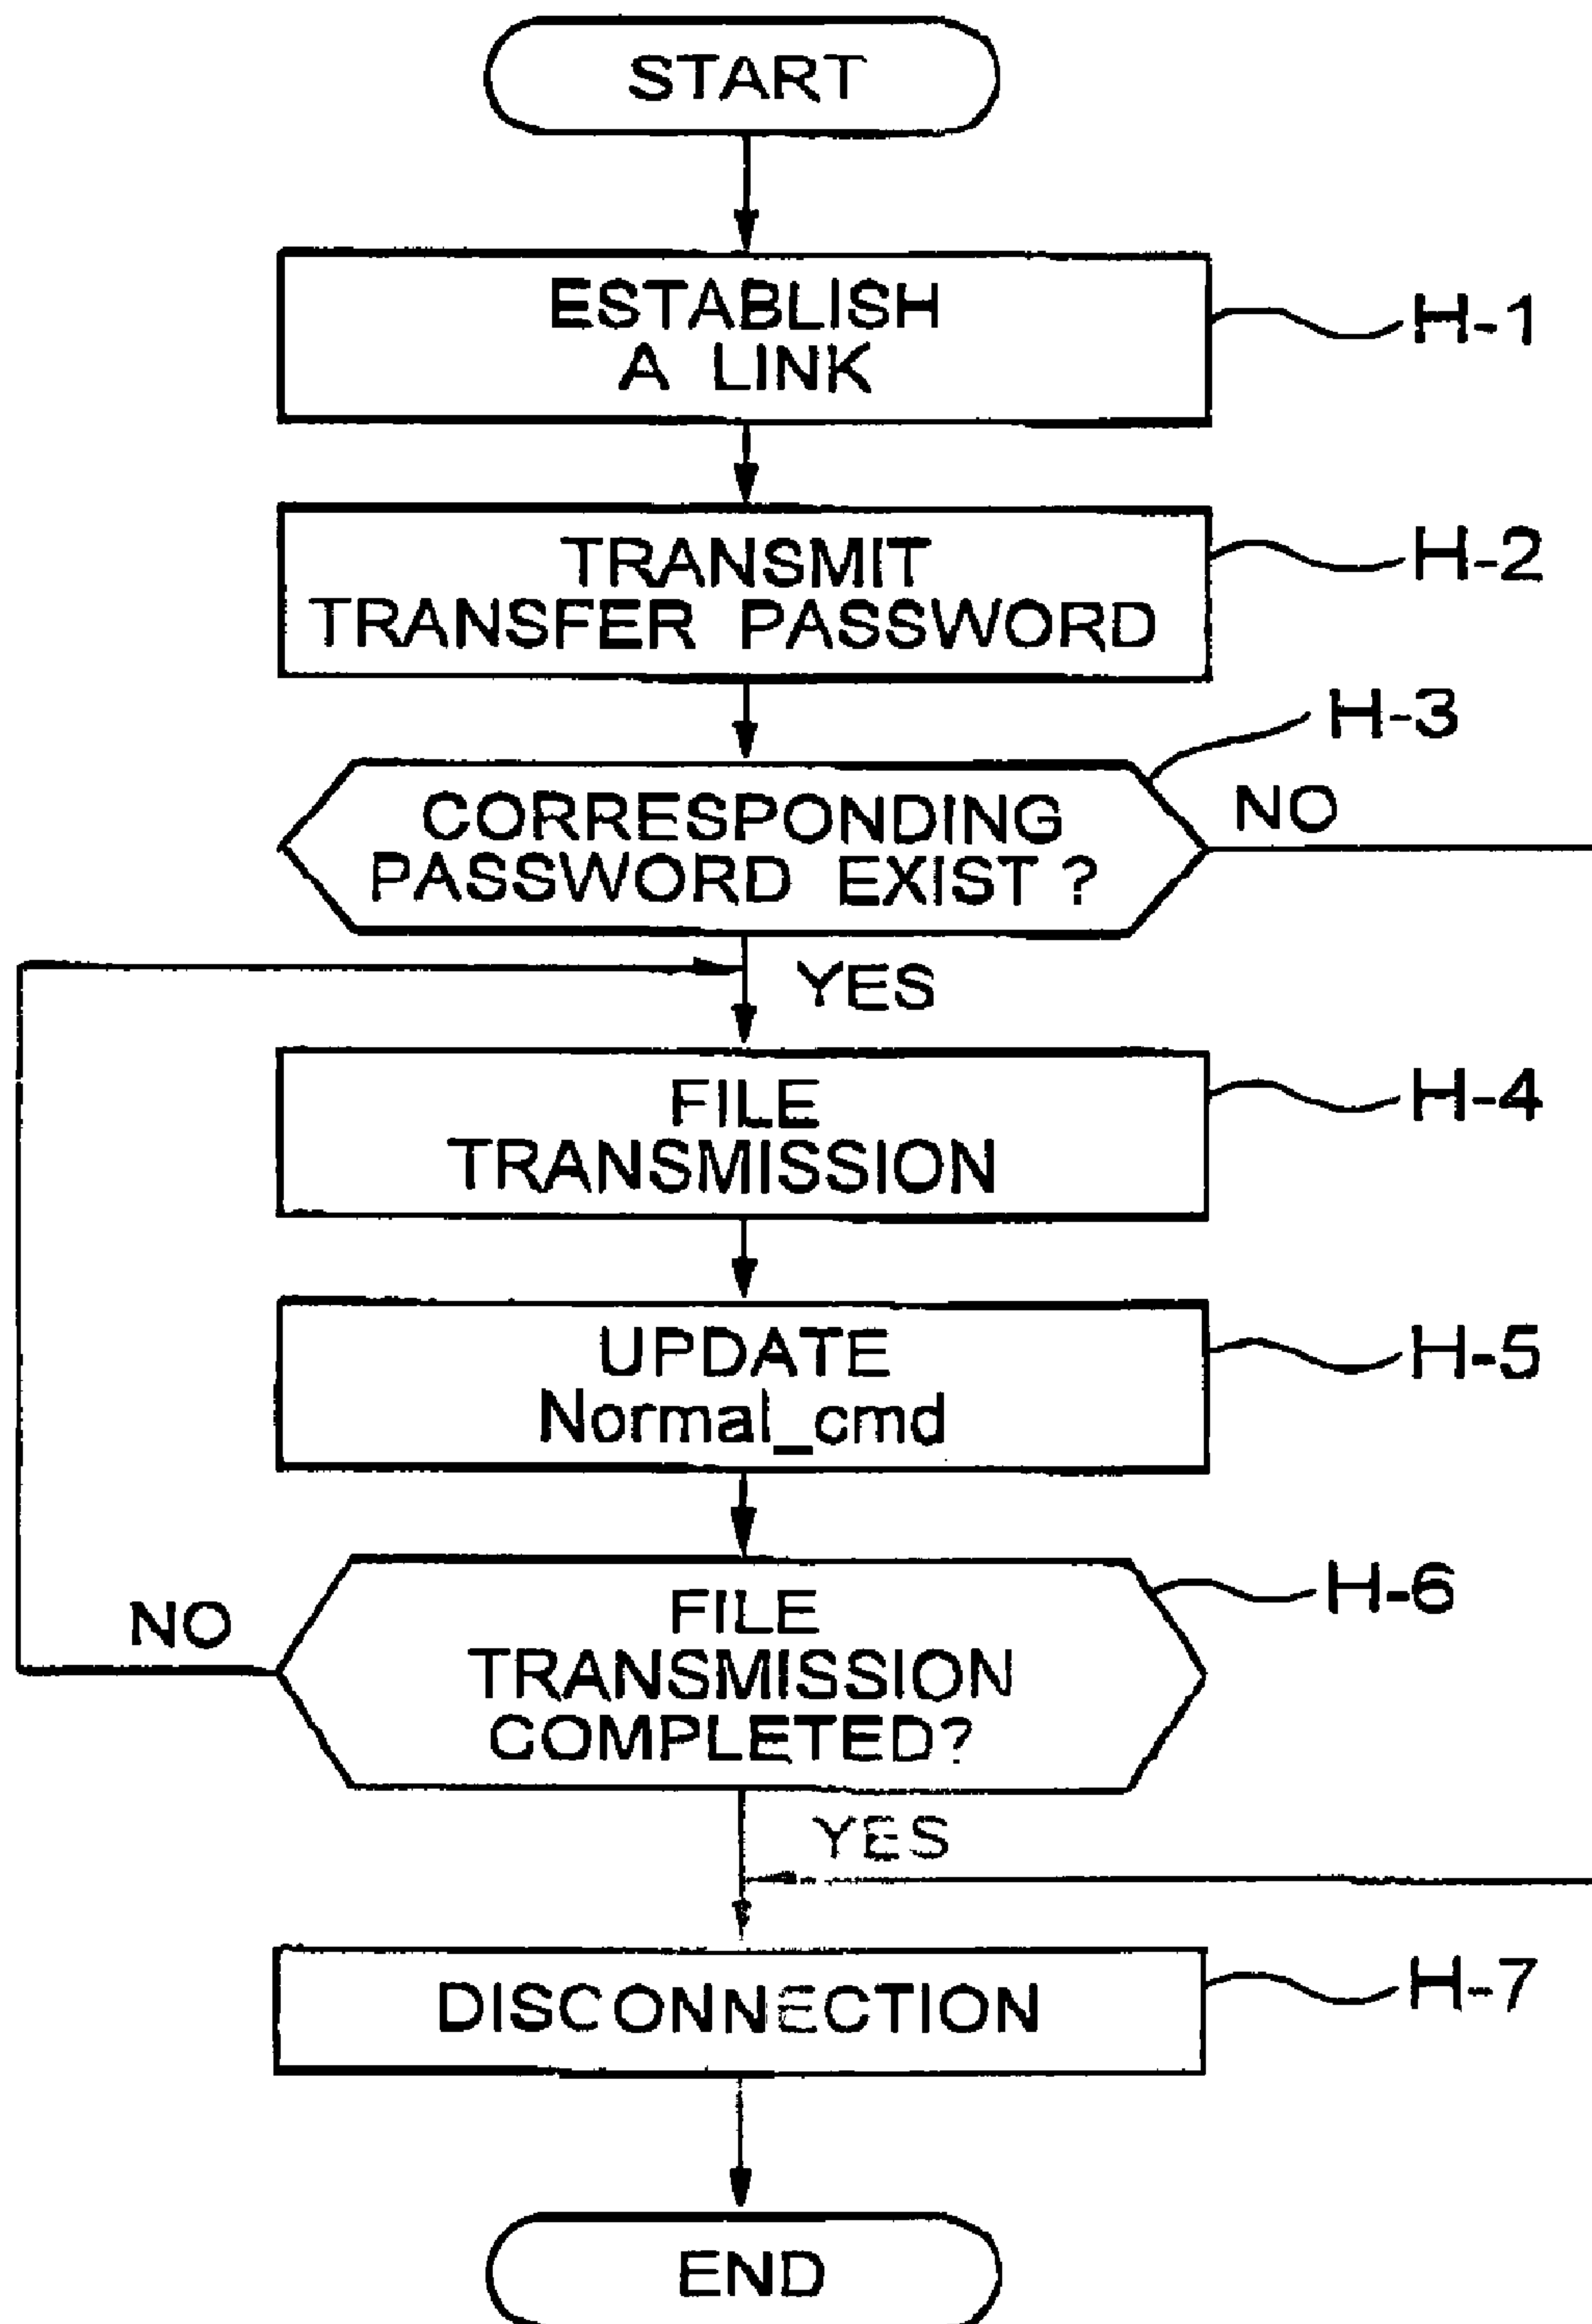 START
ESTABLISH
A LINK
H-1
TRANSMIT
TRANSFER PASSWORD
H-2
H-3
CORRESPONDING
PASSWORD EXIST ?
NO
YES
FILE
TRANSMISSION
H-4
UPDATE
Normal_cmd
H-5
FILE
TRANSMISSION
COMPLETED?
H-6
NO
YES
DISCONNECTION
H-7
END